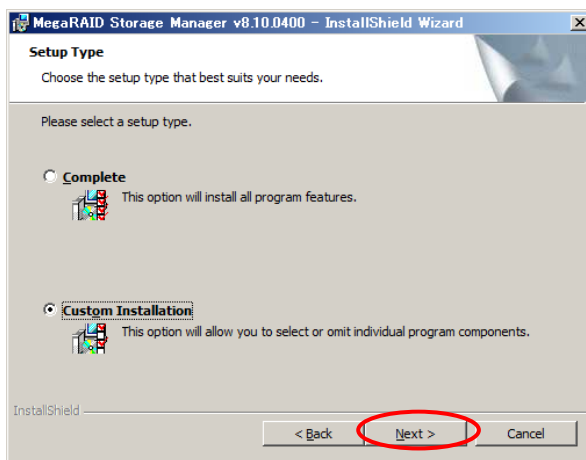 MegaRAID Storage Manager v8.10.0400 - InstallShield Wizard
Setup Type
Choose the setup type that best suits your needs.
Please select a setup type.
Complete
This option will install all program features.
Custom Installation
This option will allow you to select or omit individual program components.
InstallShield
< Back
Next >
Cancel